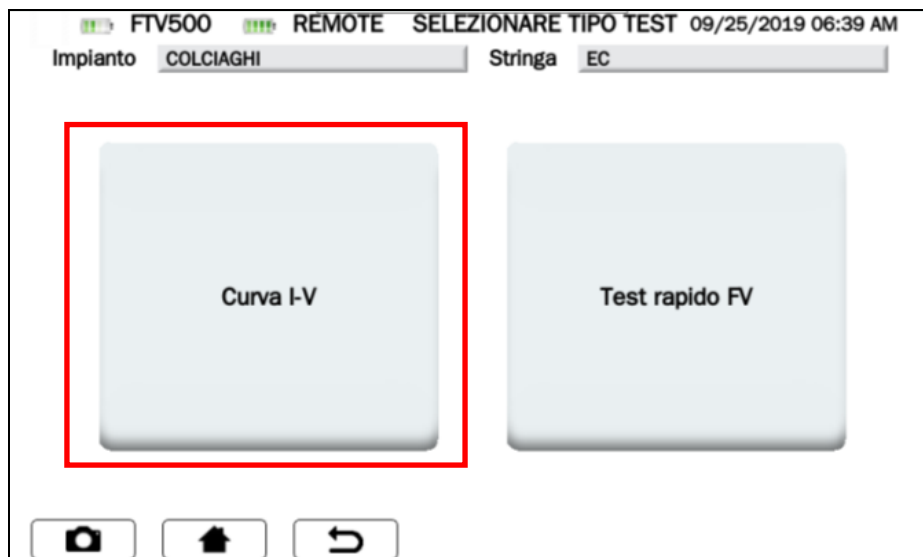 FTV500 REMOTE SELEZIONARE TIPO TEST 09/25/2019 06:39 AM
Impianto COLCIAGHI Stringa EC
Curva I-V Test rapido FV